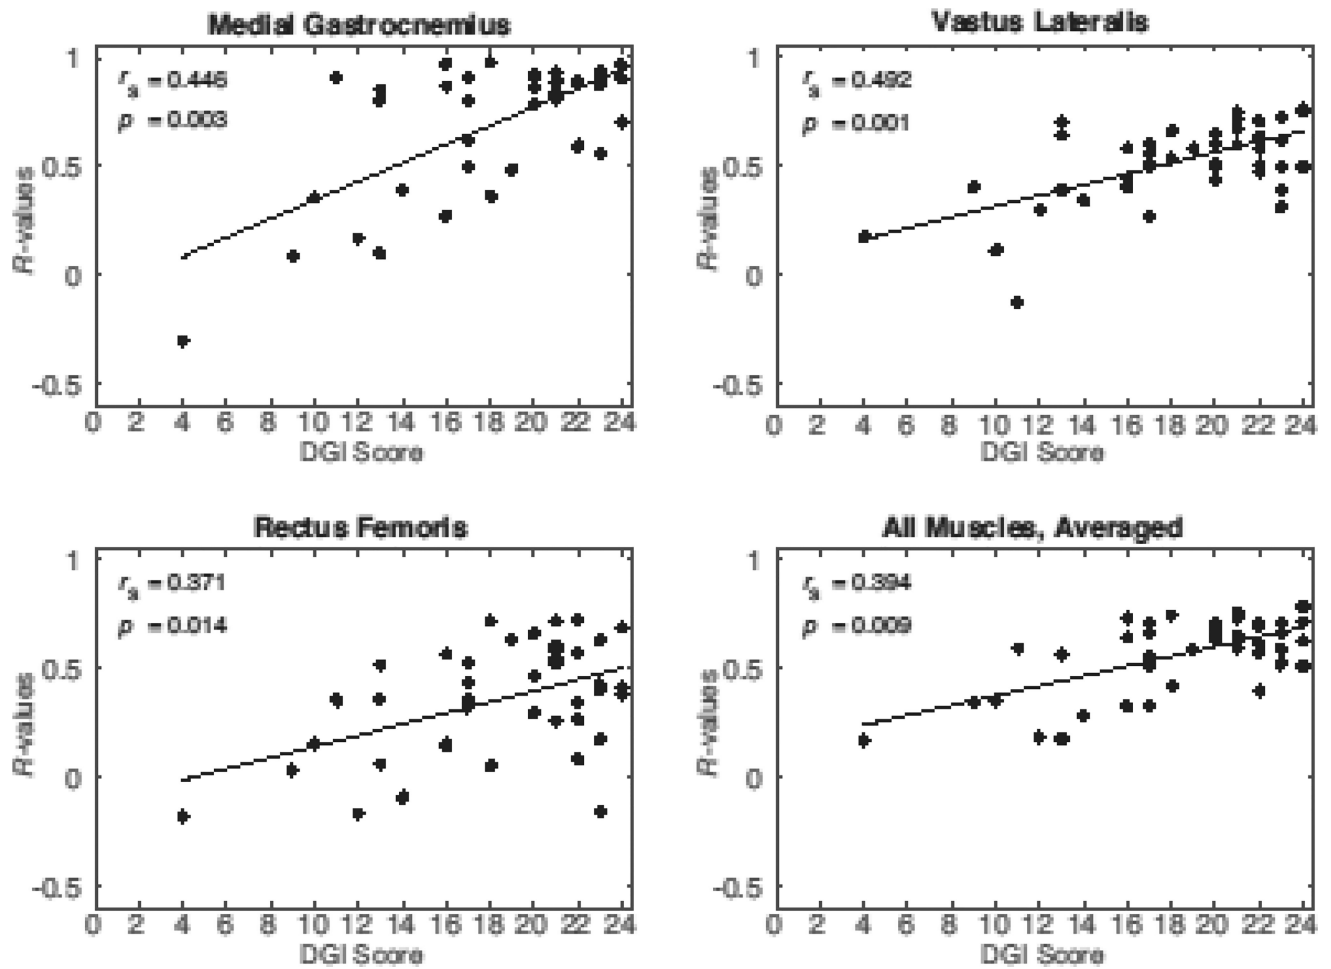 Medial Gastrocnemius
1
0.5
0
-0.5
R-values
rs = 0.446
p = 0.003
0 2 4 6 8 10 12 14 16 18 20 22 24
DGI Score
Vastus Lateralis
1
0.5
0
-0.5
R-values
rs = 0.492
p = 0.001
0 2 4 6 8 10 12 14 16 18 20 22 24
DGI Score
Rectus Femoris
1
0.5
0
-0.5
R-values
rs = 0.371
p = 0.014
0 2 4 6 8 10 12 14 16 18 20 22 24
DGI Score
All Muscles, Averaged
1
0.5
0
-0.5
R-values
rs = 0.394
p = 0.009
0 2 4 6 8 10 12 14 16 18 20 22 24
DGI Score